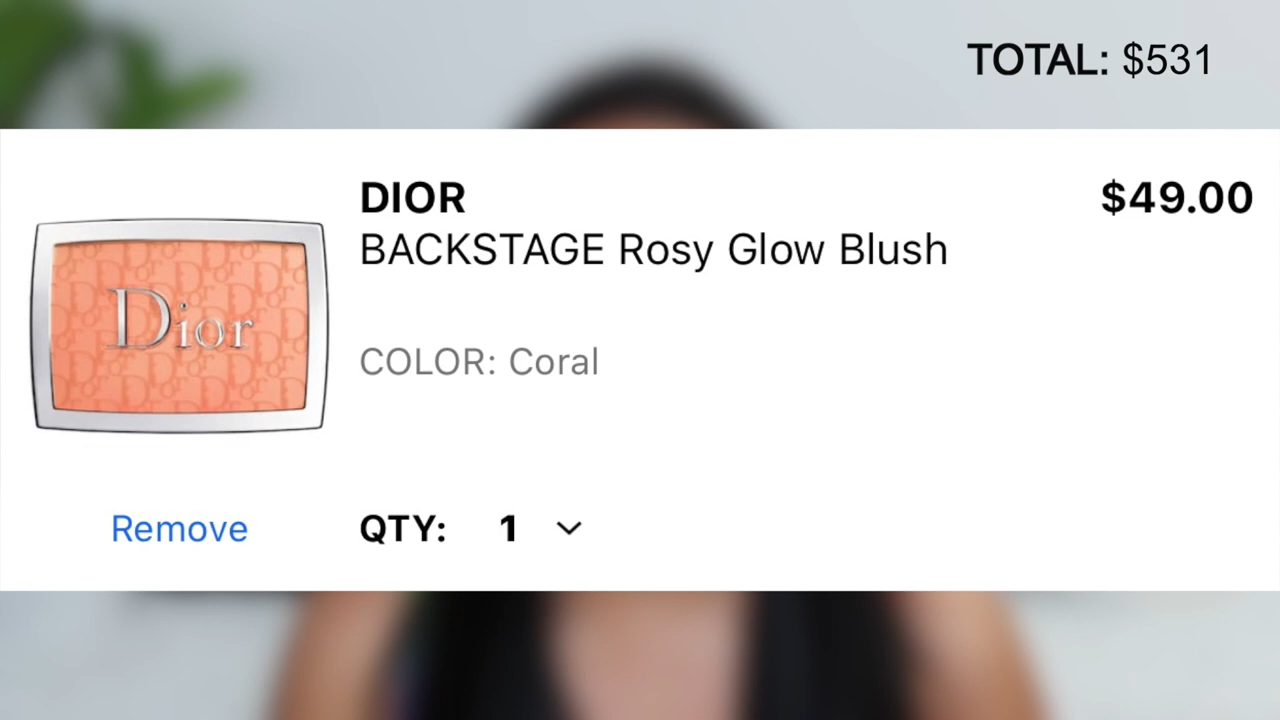 TOTAL: $531
DIOR
$49.00
BACKSTAGE Rosy Glow Blush
Dior
COLOR: Coral
Remove
QTY: 1